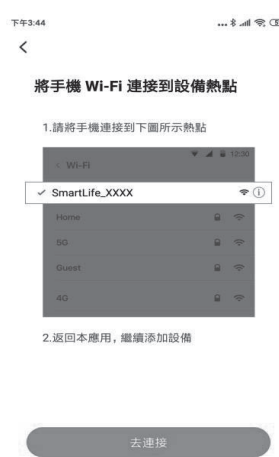 下午3:44
將手機 Wi-Fi 連接到設備熱點
1.請將手機連接到下圖所示熱點
12:30
Wi-Fi
SmartLife_XXXX
Home
5G
Guest
4G
2.返回本應用，繼續添加設備
去連接